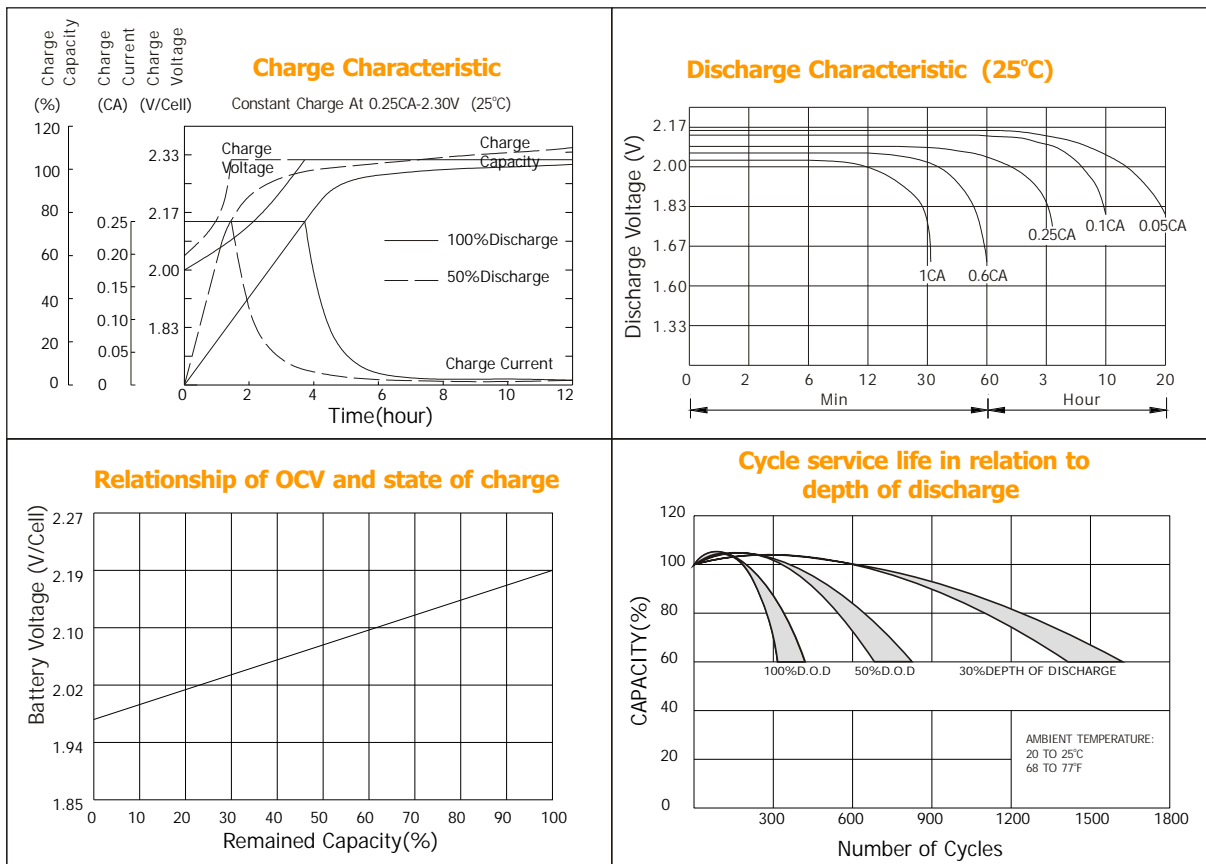 Charge
Capacity
Charge
Current
Charge
Voltage
(%)
(CA)
(V/Cell)
Charge Characteristic
Constant Charge At 0.25CA-2.30V (25°C)
120
100
80
60
40
20
0
0.25
0.20
0.15
0.10
0.05
0
2.33
2.17
2.00
1.83
Charge
Voltage
Charge
Capacity
100%Discharge
50%Discharge
Charge Current
0 2 4 6 8 10 12
Time(hour)
Discharge Characteristic (25°C)
Discharge Voltage (V)
2.17
2.00
1.83
1.67
1.60
1.33
1CA
0.6CA
0.25CA
0.1CA
0.05CA
0 2 6 12 30 60 3 10 20
Min
Hour
Relationship of OCV and state of charge
Battery Voltage (V/Cell)
2.27
2.19
2.10
2.02
1.94
1.85
0 10 20 30 40 50 60 70 80 90 100
Remained Capacity(%)
Cycle service life in relation to
depth of discharge
CAPACITY(%)
120
100
80
60
40
20
0
100%D.O.D
50%D.O.D
30%DEPTH OF DISCHARGE
AMBIENT TEMPERATURE:
20 TO 25°C
68 TO 77°F
300 600 900 1200 1500 1800
Number of Cycles